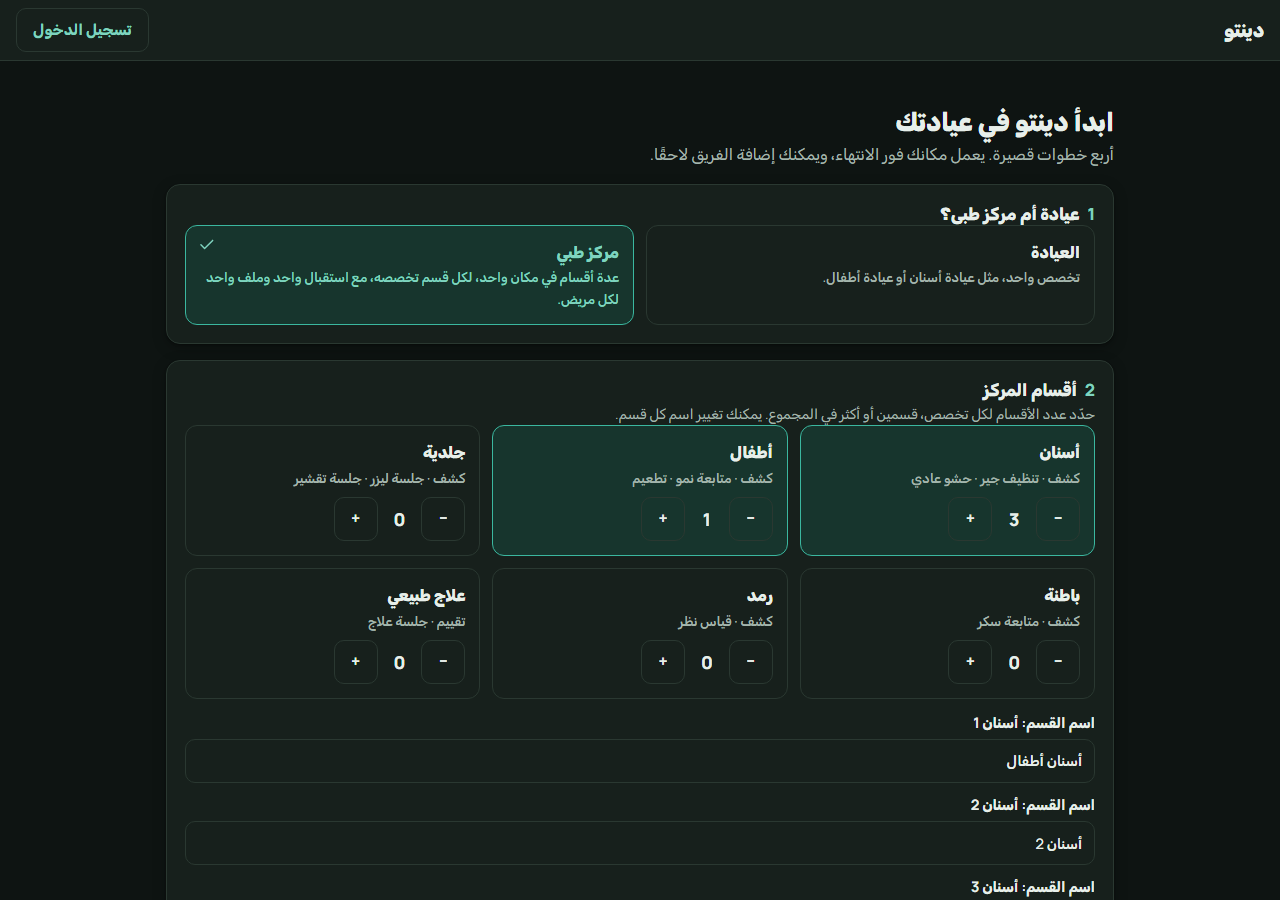 دينتو
تسجيل الدخول
ابدأ دينتو في عيادتك
أربع خطوات قصيرة. يعمل مكانك فور الانتهاء، ويمكنك إضافة الفريق لاحقًا.
1 عيادة أم مركز طبي؟
العيادة
تخصص واحد، مثل عيادة أسنان أو عيادة أطفال.
مركز طبي
عدة أقسام في مكان واحد، لكل قسم تخصصه، مع استقبال واحد وملف واحد
لكل مريض.
2 أقسام المركز
حدّد عدد الأقسام لكل تخصص، قسمين أو أكثر في المجموع. يمكنك تغيير اسم كل قسم.
أسنان
كشف · تنظيف جير · حشو عادي
− 3 +
أطفال
كشف · متابعة نمو · تطعيم
− 1 +
جلدية
كشف · جلسة ليزر · جلسة تقشير
− 0 +
باطنة
كشف · متابعة سكر
− 0 +
رمد
كشف · قياس نظر
− 0 +
علاج طبيعي
تقييم · جلسة علاج
− 0 +
اسم القسم: أسنان 1
أسنان أطفال
اسم القسم: أسنان 2
أسنان 2
اسم القسم: أسنان 3